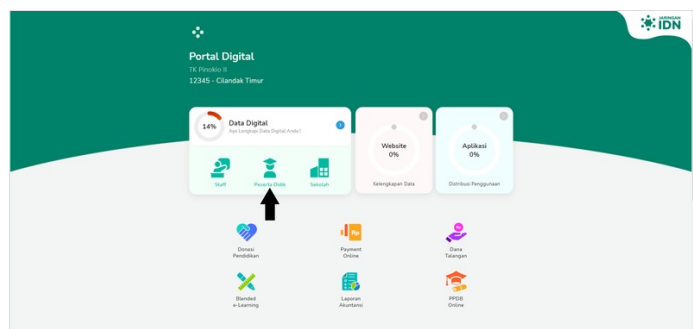 JARINGAN
IDN
Portal Digital
TK Pinokio II
12345 - Cilandak Timur
14%
Data Digital
Ayo Lengkapi Data Digital Anda!
Staff
Peserta Didik
Sekolah
Website
0%
Kelengkapan Data
Aplikasi
0%
Distribusi Penggunaan
Donasi
Pendidikan
Payment
Online
Rp
Dana
Talangan
Blended
e-Learning
Laporan
Akuntansi
PPDB
Online